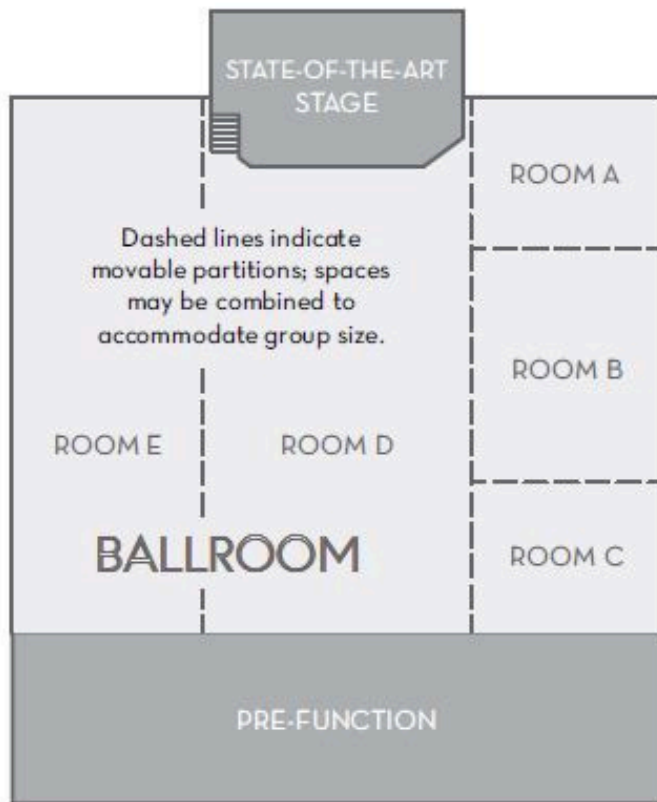 STATE-OF-THE-ART
STAGE
ROOM A
Dashed lines indicate
movable partitions; spaces
may be combined to
accommodate group size.
ROOM B
ROOM E
ROOM D
BALLROOM
ROOM C
PRE-FUNCTION